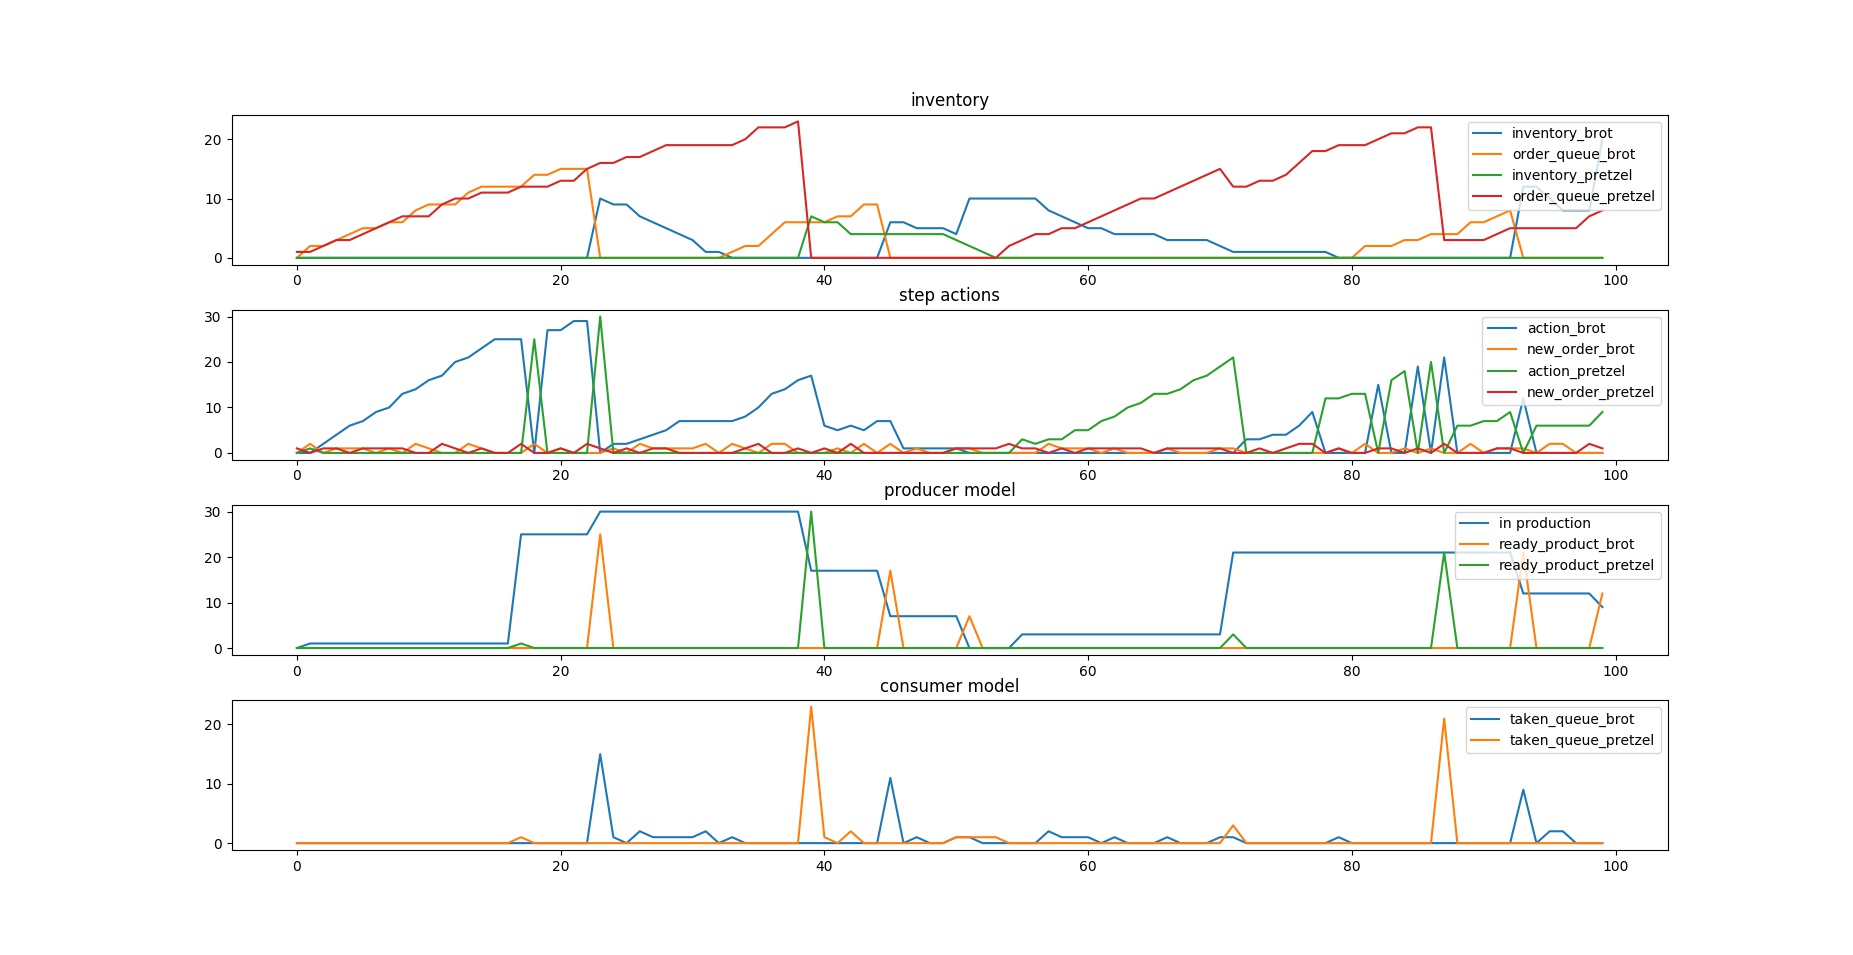 inventory
20
10
0
inventory_brot
order_queue_brot
inventory_pretzel
order_queue_pretzel
0 20 40 60 80 100
step actions
30
20
10
0
action_brot
new_order_brot
action_pretzel
new_order_pretzel
0 20 40 60 80 100
producer model
30
20
10
0
in production
ready_product_brot
ready_product_pretzel
0 20 40 60 80 100
consumer model
20
10
0
taken_queue_brot
taken_queue_pretzel
0 20 40 60 80 100